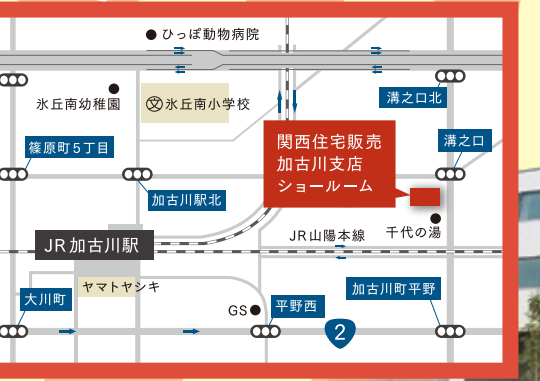 ひっぽ動物病院
溝之口北
氷丘南幼稚園
文 氷丘南小学校
関西住宅販売
加古川支店
ショールーム
溝之口
篠原町5丁目
加古川駅北
千代の湯
JR山陽本線
JR加古川駅
ヤマトヤシキ
大川町
GS
平野西
加古川町平野
2